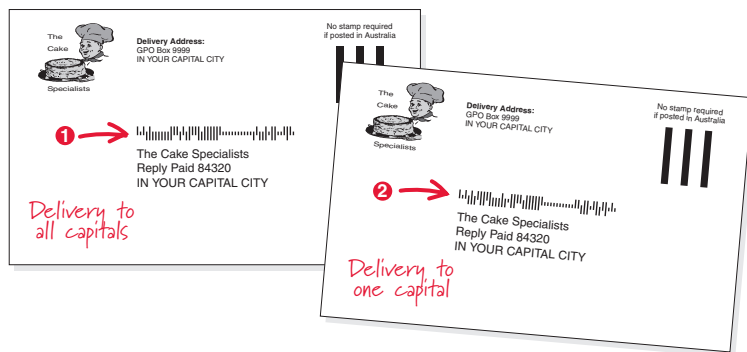 The
Cake
Specialists
Delivery Address:
GPO Box 9999
IN YOUR CAPITAL CITY
No stamp required
if posted in Australia
1
The Cake Specialists
Reply Paid 84320
IN YOUR CAPITAL CITY
Delivery to
all capitals
The
Cake
Specialists
Delivery Address:
GPO Box 9999
IN YOUR CAPITAL CITY
No stamp required
if posted in Australia
2
The Cake Specialists
Reply Paid 84320
IN YOUR CAPITAL CITY
Delivery to
one capital